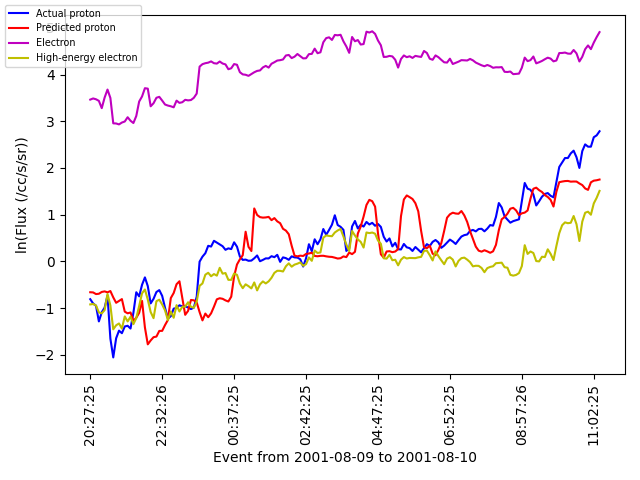 Actual proton
Predicted proton
Electron
High-energy electron
4
3
2
1
0
−1
−2
ln(Flux (/cc/s/sr))
20:27:25
22:32:26
00:37:25
02:42:25
04:47:25
06:52:25
08:57:26
11:02:25
Event from 2001-08-09 to 2001-08-10